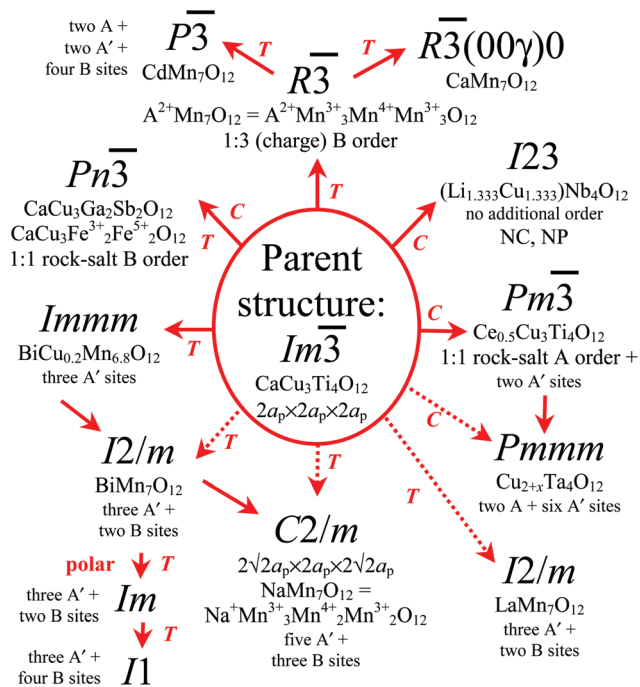 two A +
two A′ +
four B sites
P3̅
CdMn₇O₁₂
T
R3̅
T
R3̅(00γ)0
CaMn₇O₁₂
A²⁺Mn₇O₁₂ = A²⁺Mn³⁺₃Mn⁴⁺Mn³⁺₃O₁₂
1:3 (charge) B order
T
Pn3̅
CaCu₃Ga₂Sb₂O₁₂
CaCu₃Fe³⁺₂Fe⁵⁺₂O₁₂
1:1 rock-salt B order
C
T
I23
(Li₁.₃₃₃Cu₁.₃₃₃)Nb₄O₁₂
no additional order
NC, NP
C
Parent
structure:
Im3̅
CaCu₃Ti₄O₁₂
2aₚ×2aₚ×2aₚ
Immm
BiCu₀.₂Mn₆.₈O₁₂
three A′ sites
T
C
Pm3̅
Ce₀.₅Cu₃Ti₄O₁₂
1:1 rock-salt A order +
two A′ sites
C
Pmmm
Cu₂₊ₓTa₄O₁₂
two A + six A′ sites
T
I2/m
BiMn₇O₁₂
three A′ +
two B sites
T
C2/m
2√2aₚ×2aₚ×2√2aₚ
NaMn₇O₁₂ =
Na⁺Mn³⁺₃Mn⁴⁺₂Mn³⁺₂O₁₂
five A′ +
three B sites
T
I2/m
LaMn₇O₁₂
three A′ +
two B sites
polar T
three A′ +
two B sites
Im
T
three A′ +
four B sites
I1